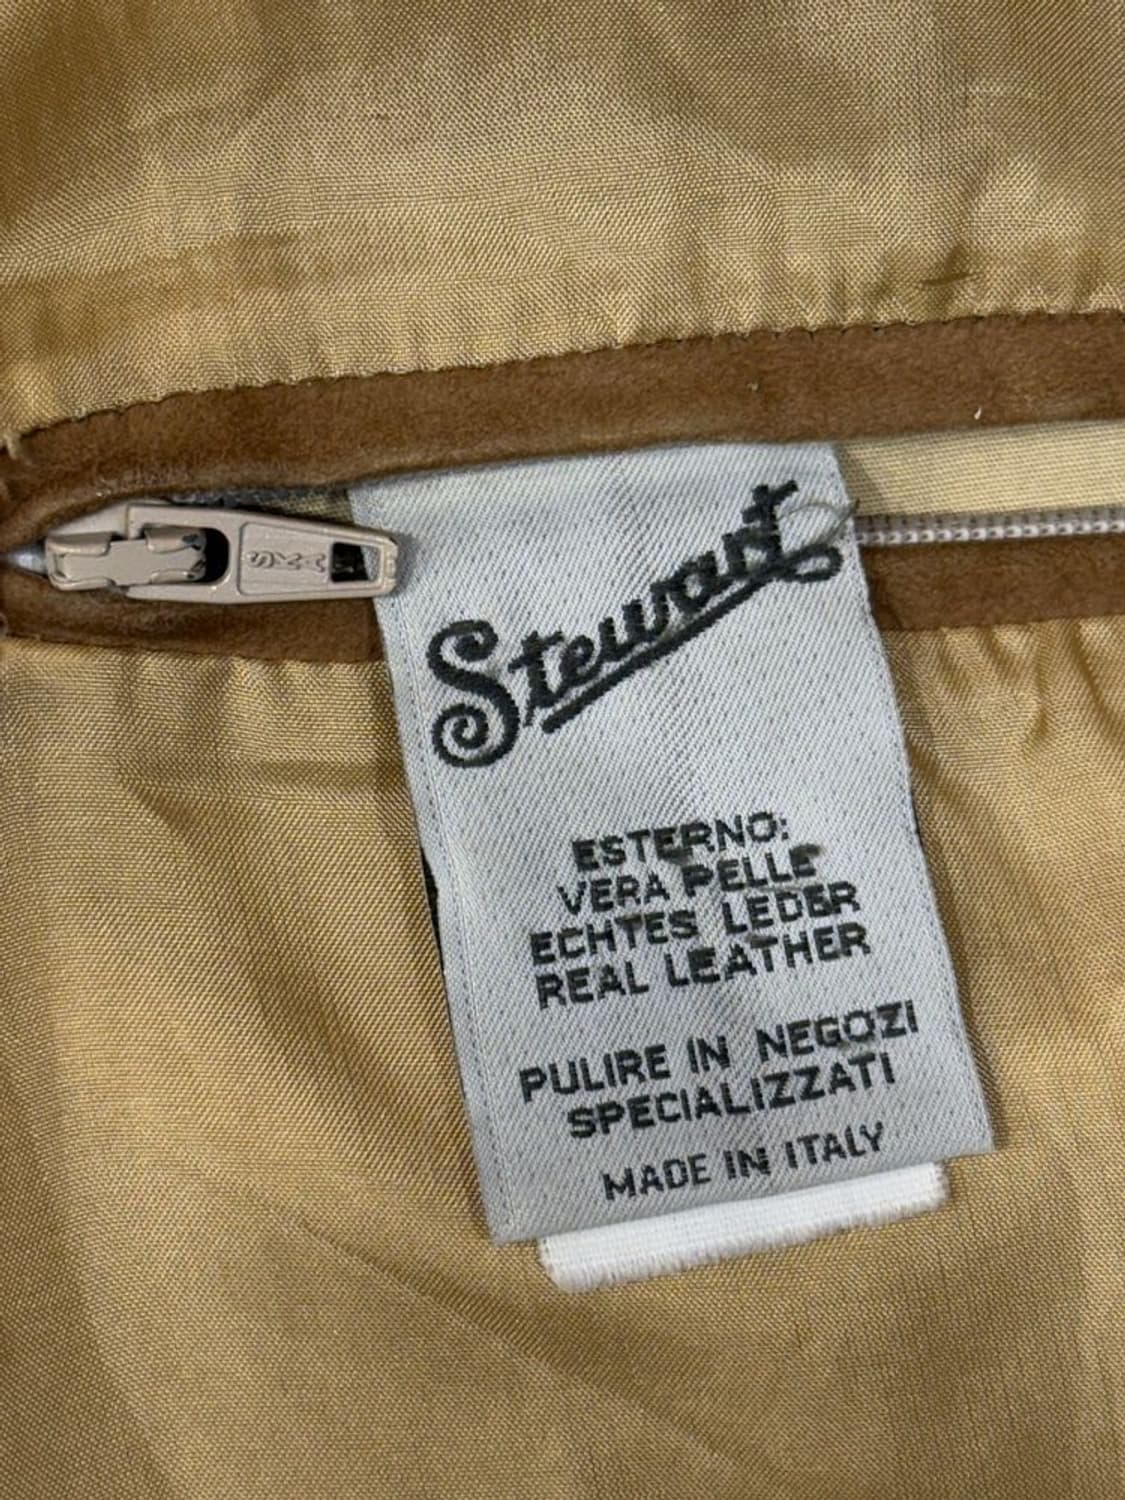 Stewart
ESTERNO:
VERA PELLE
ECHTES LEDER
REAL LEATHER
PULIRE IN NEGOZI
SPECIALIZZATI
MADE IN ITALY